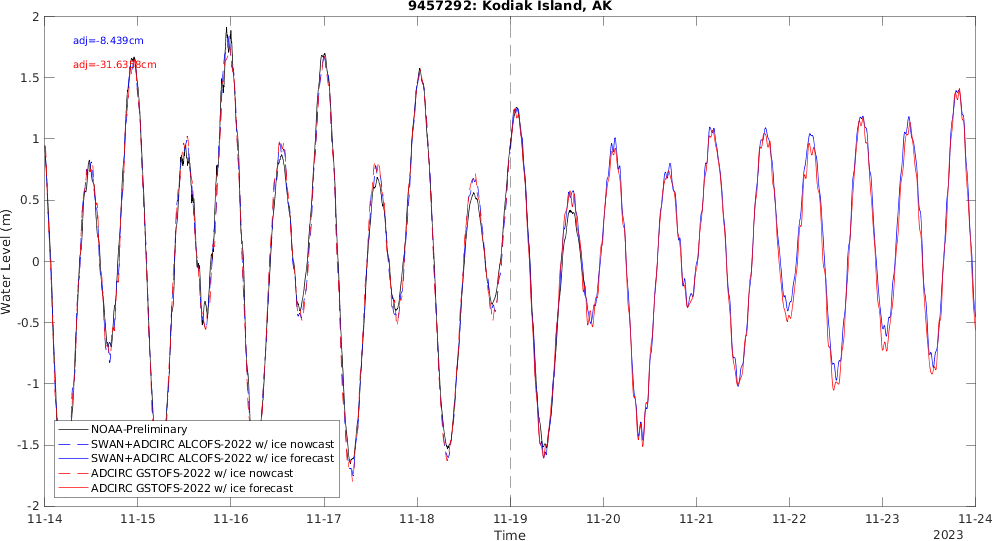 9457292: Kodiak Island, AK
adj=-8.439cm
2
1.5
1
0.5
0
-0.5
-1
-1.5
-2
Water Level (m)
NOAA-Preliminary
SWAN+ADCIRC ALCOFS-2022 w/ ice nowcast
SWAN+ADCIRC ALCOFS-2022 w/ ice forecast
ADCIRC GSTOFS-2022 w/ ice nowcast
ADCIRC GSTOFS-2022 w/ ice forecast
11-14 11-15 11-16 11-17 11-18 11-19 11-20 11-21 11-22 11-23 11-24
Time
2023